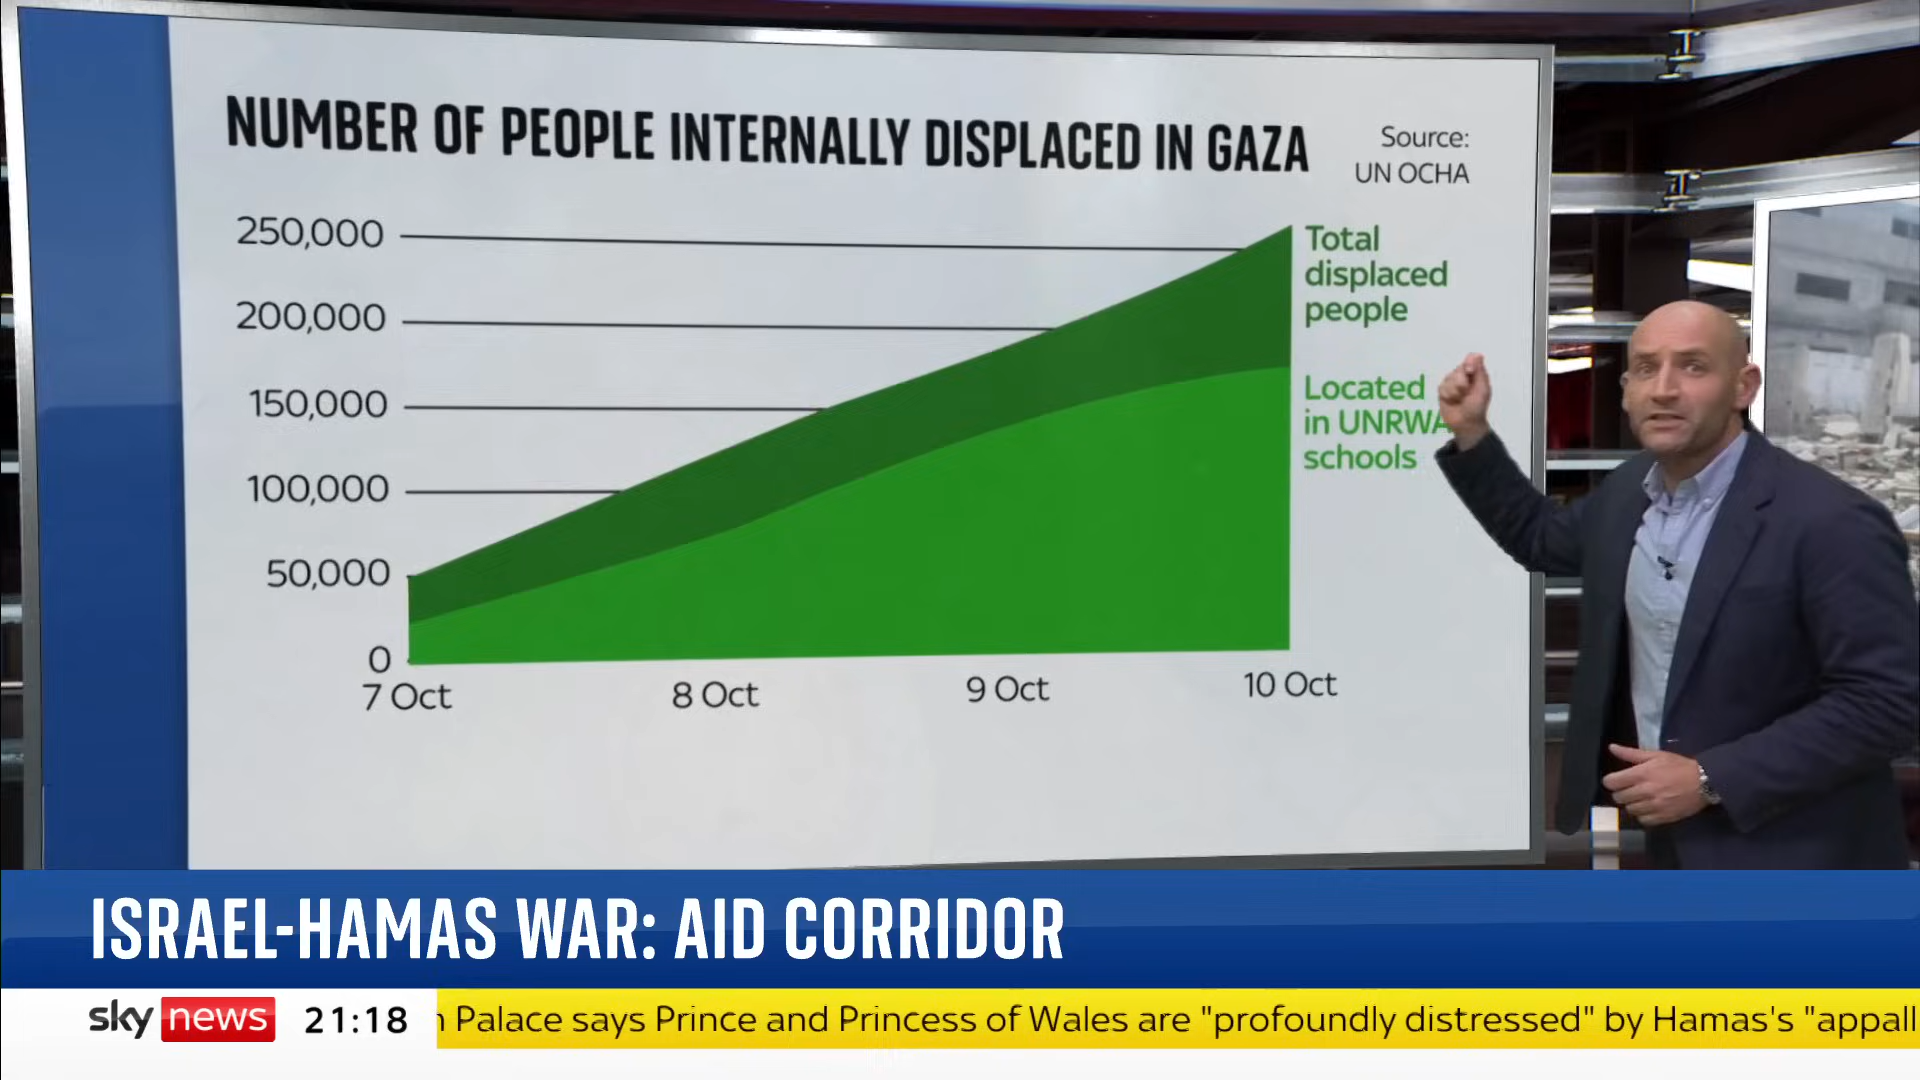 NUMBER OF PEOPLE INTERNALLY DISPLACED IN GAZA
Source:
UN OCHA
250,000
200,000
150,000
100,000
50,000
0
7 Oct
8 Oct
9 Oct
10 Oct
Total
displaced
people
Located
in UNRWA
schools
ISRAEL-HAMAS WAR: AID CORRIDOR
sky news 21:18 Palace says Prince and Princess of Wales are "profoundly distressed" by Hamas's